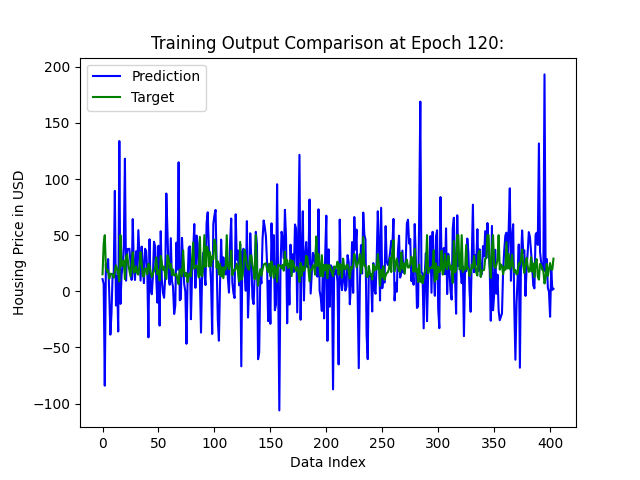 Training Output Comparison at Epoch 120:
Prediction
Target
Housing Price in USD
200
150
100
50
0
−50
−100
0 50 100 150 200 250 300 350 400
Data Index